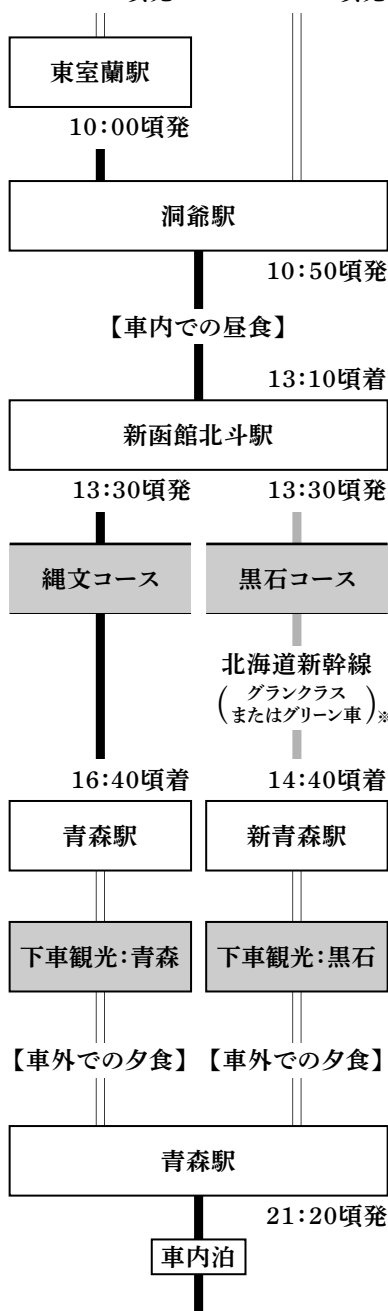 東室蘭駅
10:00頃発
洞爺駅
10:50頃発
【車内での昼食】
13:10頃着
新函館北斗駅
13:30頃発 13:30頃発
縄文コース 黒石コース
北海道新幹線
(グランクラス
またはグリーン車)※
16:40頃着 14:40頃着
青森駅 新青森駅
下車観光:青森 下車観光:黒石
【車外での夕食】 【車外での夕食】
青森駅
21:20頃発
車内泊